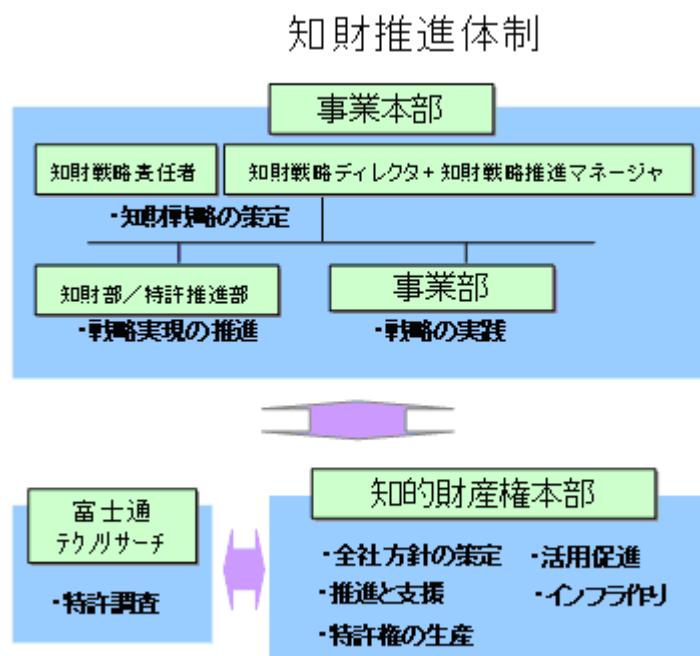 知財推進体制
事業本部
知財戦略責任者
知財戦略ディレクタ+知財戦略推進マネージャ
・知財戦略の策定
知財部／特許推進部
事業部
・戦略実現の推進
・戦略の実践
富士通
テクノリサーチ
・特許調査
知的財産権本部
・全社方針の策定
・活用促進
・推進と支援
・インフラ作り
・特許権の生産